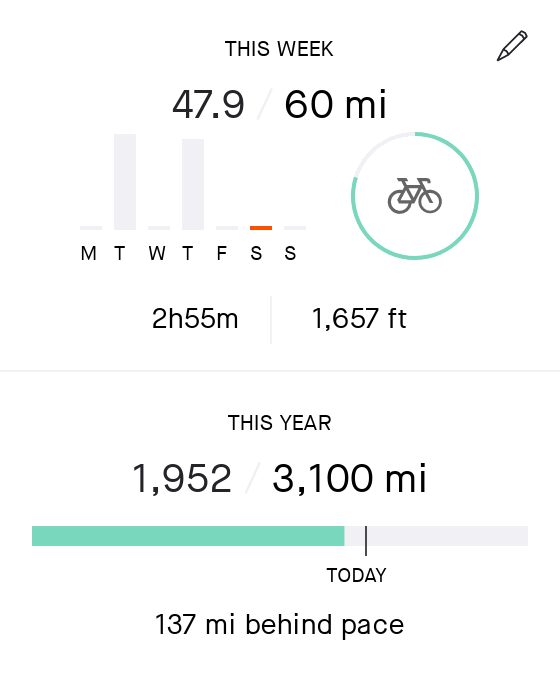 THIS WEEK
47.9 / 60 mi
M T W T F S S
2h55m 1,657 ft
THIS YEAR
1,952 / 3,100 mi
TODAY
137 mi behind pace